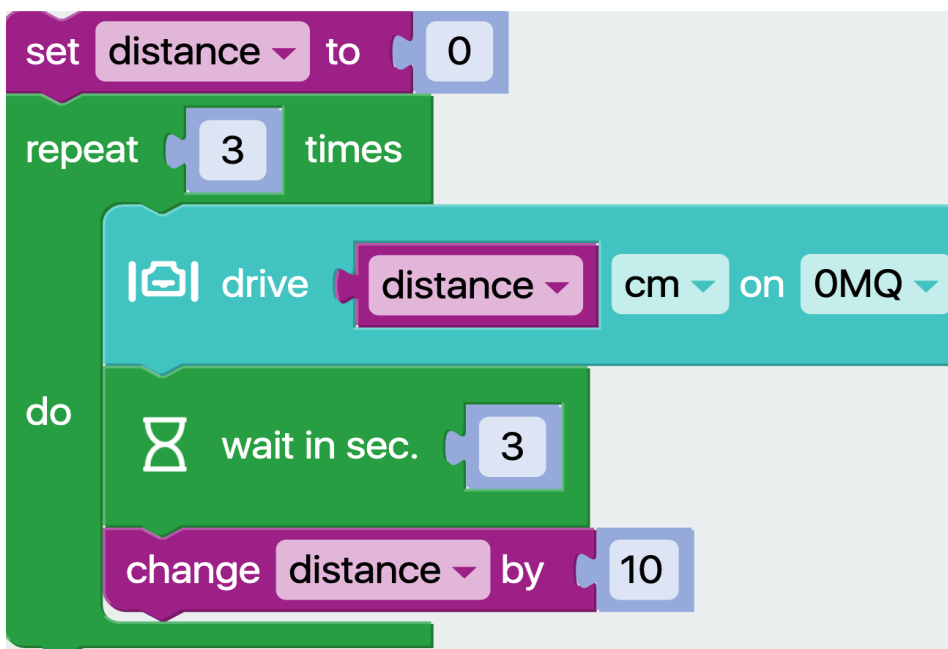 set distance to 0
repeat 3 times
drive distance cm on 0MQ
do
wait in sec. 3
change distance by 10